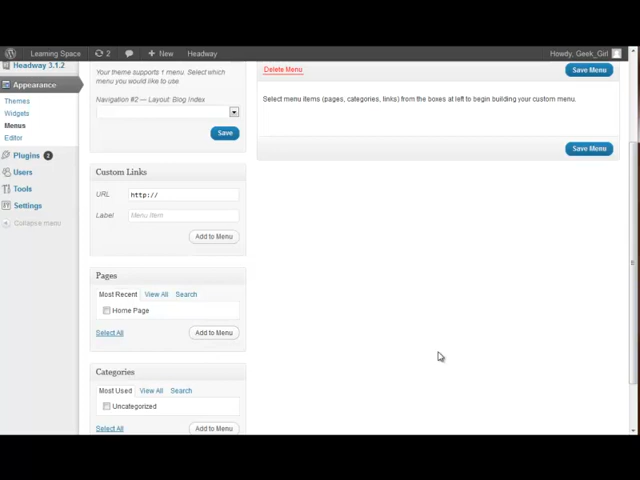 Learning Space 2 New Headway Howdy, Geek_Girl
Headway 3.1.2
Appearance
Themes
Widgets
Menus
Editor
Plugins 2
Users
Tools
Settings
Collapse menu
Your theme supports 1 menu. Select which
menu you would like to use.
Navigation #2 — Layout: Blog Index
Save
Custom Links
URL http://
Label Menu Item
Add to Menu
Pages
Most Recent View All Search
Home Page
Select All Add to Menu
Categories
Most Used View All Search
Uncategorized
Select All Add to Menu
Delete Menu Save Menu
Select menu items (pages, categories, links) from the boxes at left to begin building your custom menu.
Save Menu